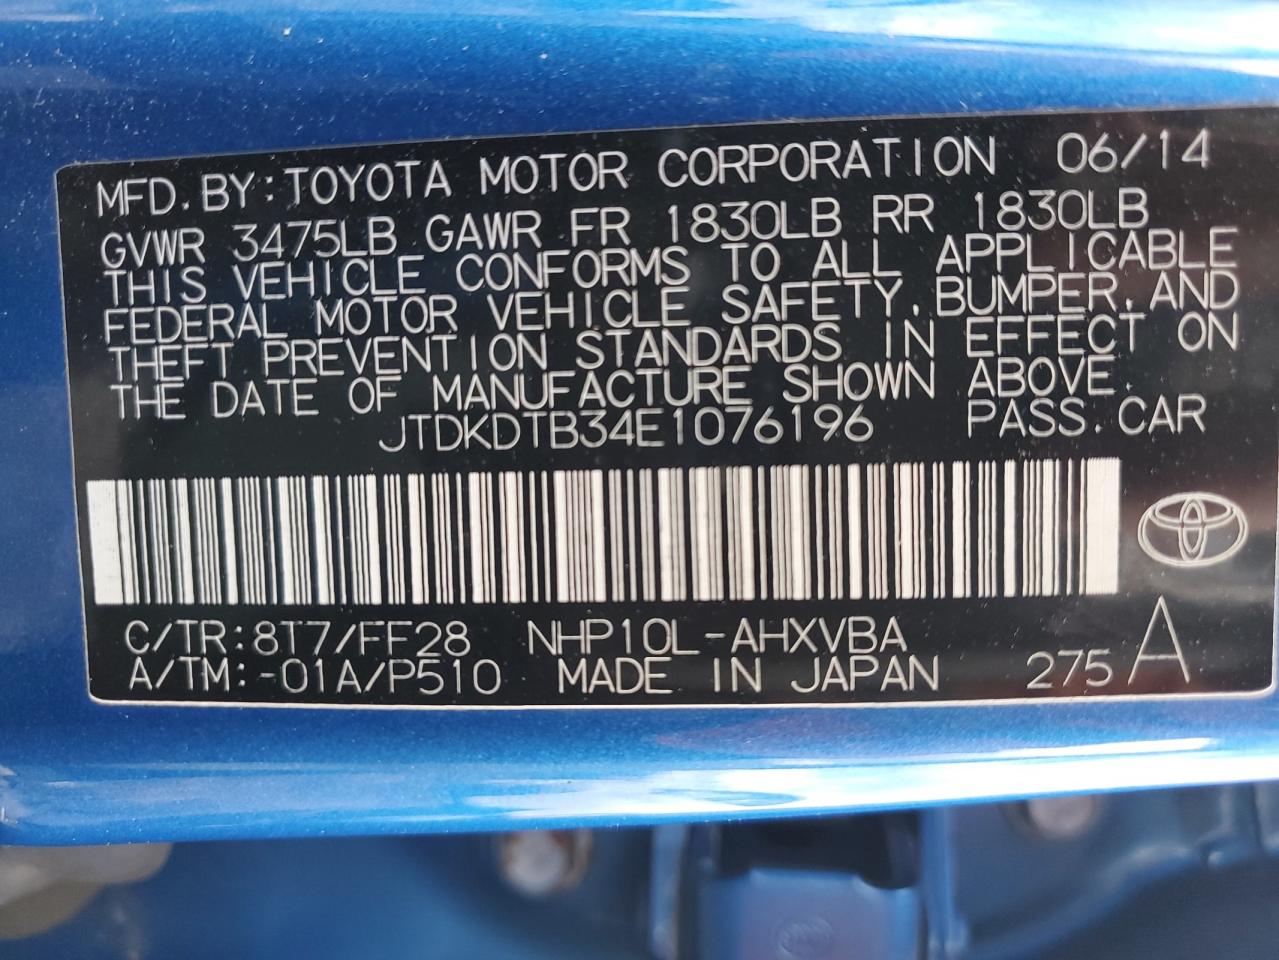 MFD. BY: TOYOTA MOTOR CORPORATION 06/14
GVWR 3475LB GAWR FR 1830LB RR 1830LB
THIS VEHICLE CONFORMS TO ALL APPLICABLE
FEDERAL MOTOR VEHICLE SAFETY, BUMPER, AND
THEFT PREVENTION STANDARDS IN EFFECT ON
THE DATE OF MANUFACTURE SHOWN ABOVE.
JTDKDTB34E1076196 PASS. CAR
C/TR: 8T7/FF28 NHP10L-AHXVBA
A/TM: -01A/P510 MADE IN JAPAN 275 A